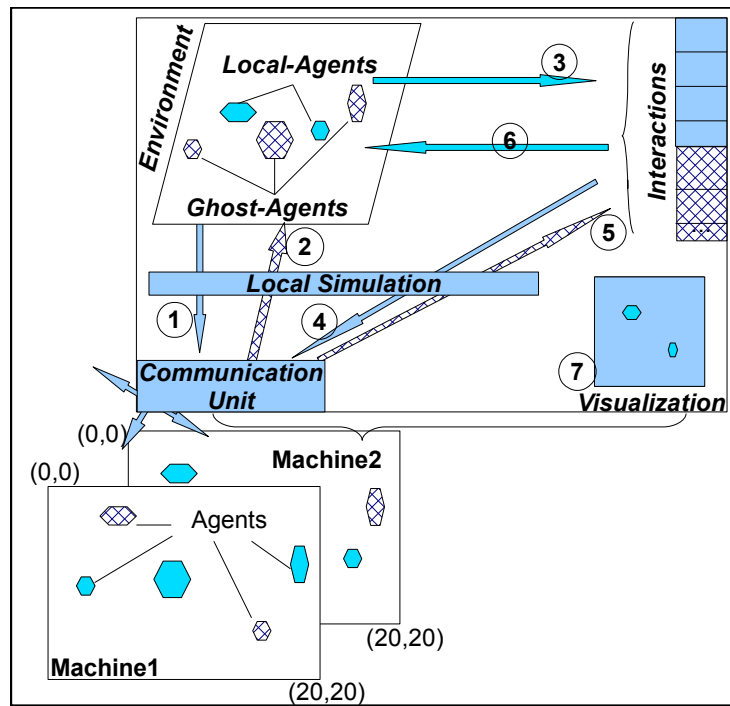 Environment
Local-Agents
Ghost-Agents
3
6
Interactions
...
2
5
Local Simulation
1
4
Communication
Unit
7
Visualization
(0,0)
Machine2
(0,0)
Agents
(20,20)
Machine1
(20,20)